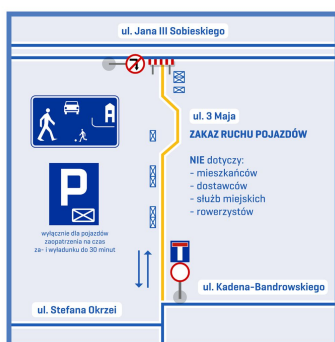 ul. Jana III Sobieskiego
ul. 3 Maja
ZAKAZ RUCHU POJAZDÓW
NIE dotyczy:
- mieszkańców
- dostawców
- służb miejskich
- rowerzystów
P
wyłącznie dla pojazdów
zaopatrzenia na czas
za- i wyładunku do 30 minut
ul. Kadena-Bandrowskiego
ul. Stefana Okrzei